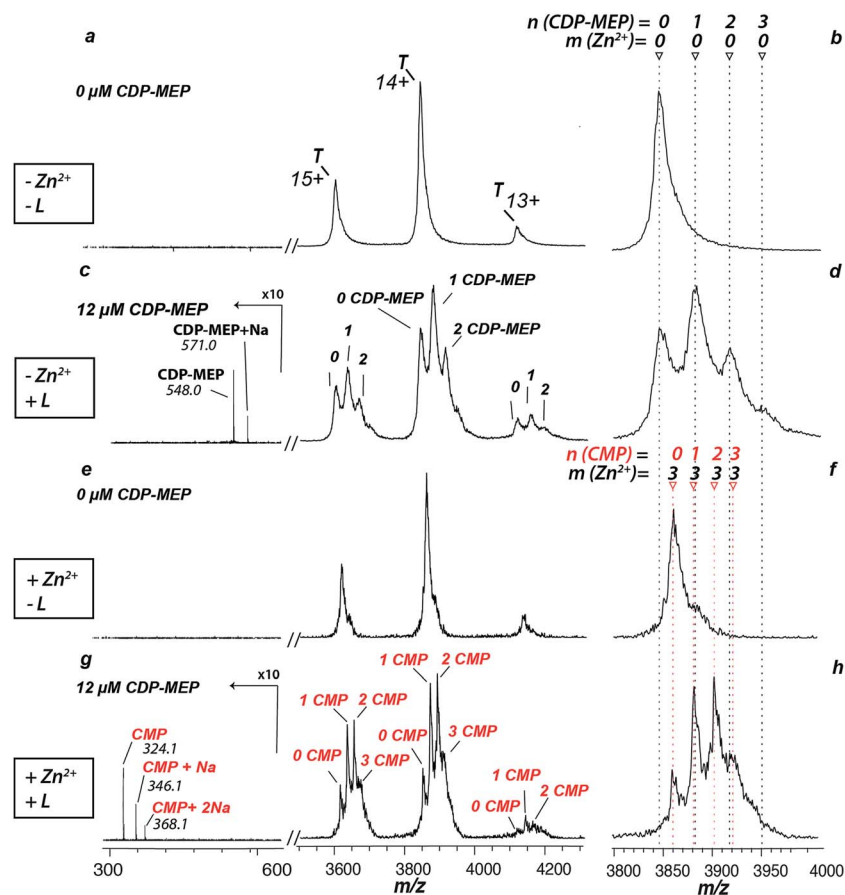 n (CDP-MEP) = 0 1 2 3
m (Zn2+)= 0 0 0 0
a
b
0 µM CDP-MEP
T
14+
T
15+
T
13+
- Zn2+
- L
c
d
12 µM CDP-MEP
x10
CDP-MEP+Na
571.0
CDP-MEP
548.0
0 CDP-MEP
1 CDP-MEP
2 CDP-MEP
0 1 2
0 1 2
- Zn2+
+ L
n (CMP) = 0 1 2 3
m (Zn2+)= 3 3 3 3
e
f
0 µM CDP-MEP
+ Zn2+
- L
g
h
12 µM CDP-MEP
x10
CMP
324.1
CMP + Na
346.1
CMP+ 2Na
368.1
1 CMP
2 CMP
0 CMP
3 CMP
1 CMP
2 CMP
0 CMP
3 CMP
1 CMP
0 CMP
2 CMP
+ Zn2+
+ L
300 600 3600 3800 4000 4200 3800 3850 3900 3950 4000
m/z m/z